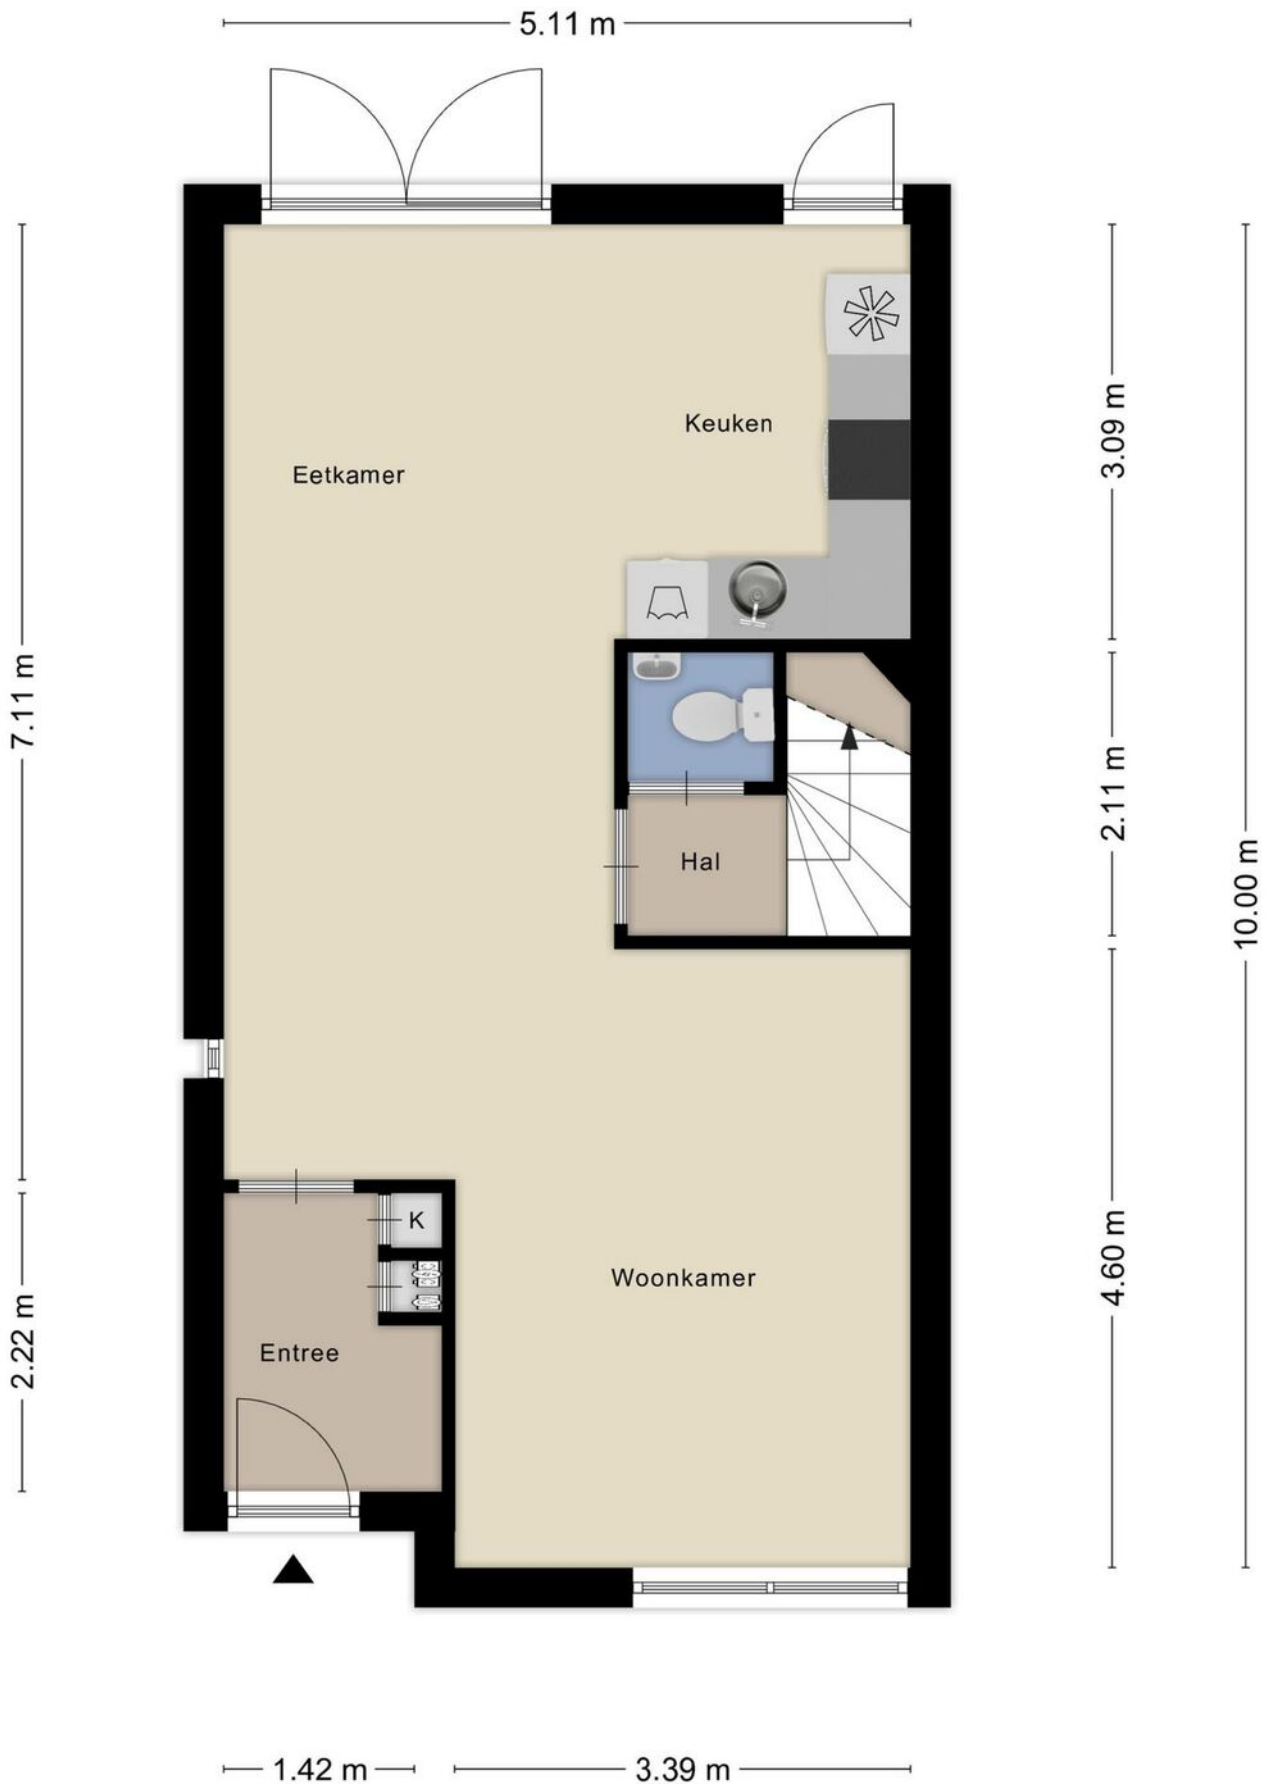 5.11 m
Keuken
Eetkamer
3.09 m
7.11 m
2.11 m
Hal
10.00 m
K
Woonkamer
4.60 m
Entree
2.22 m
1.42 m
3.39 m